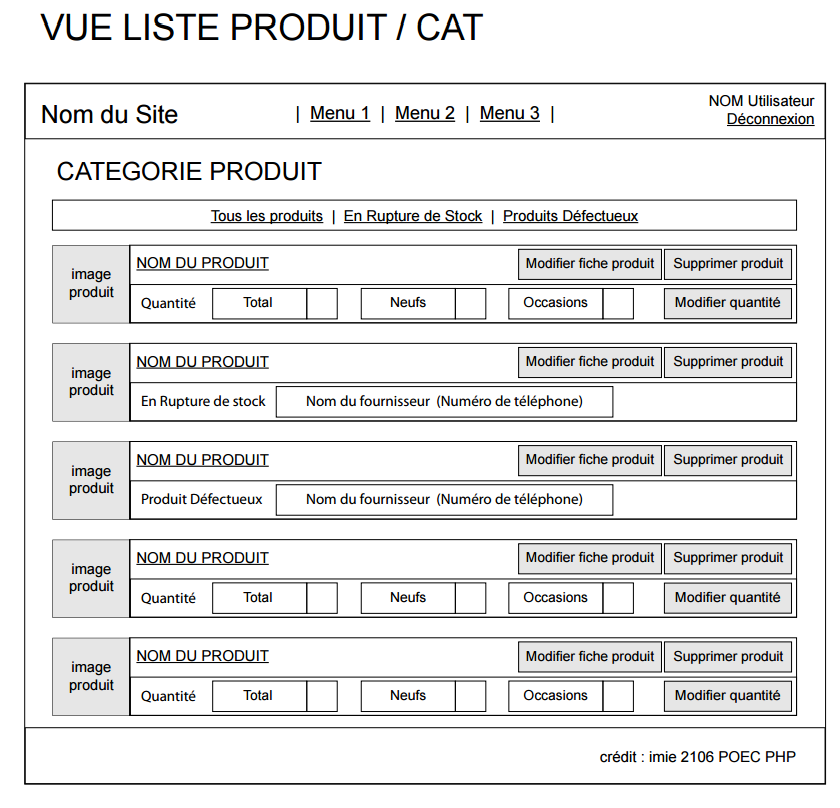 VUE LISTE PRODUIT / CAT
Nom du Site | Menu 1 | Menu 2 | Menu 3 | NOM Utilisateur
Déconnexion
CATEGORIE PRODUIT
Tous les produits | En Rupture de Stock | Produits Défectueux
image
produit
NOM DU PRODUIT Modifier fiche produit Supprimer produit
Quantité Total Neufs Occasions Modifier quantité
image
produit
NOM DU PRODUIT Modifier fiche produit Supprimer produit
En Rupture de stock Nom du fournisseur (Numéro de téléphone)
image
produit
NOM DU PRODUIT Modifier fiche produit Supprimer produit
Produit Défectueux Nom du fournisseur (Numéro de téléphone)
image
produit
NOM DU PRODUIT Modifier fiche produit Supprimer produit
Quantité Total Neufs Occasions Modifier quantité
image
produit
NOM DU PRODUIT Modifier fiche produit Supprimer produit
Quantité Total Neufs Occasions Modifier quantité
crédit : imie 2106 POEC PHP